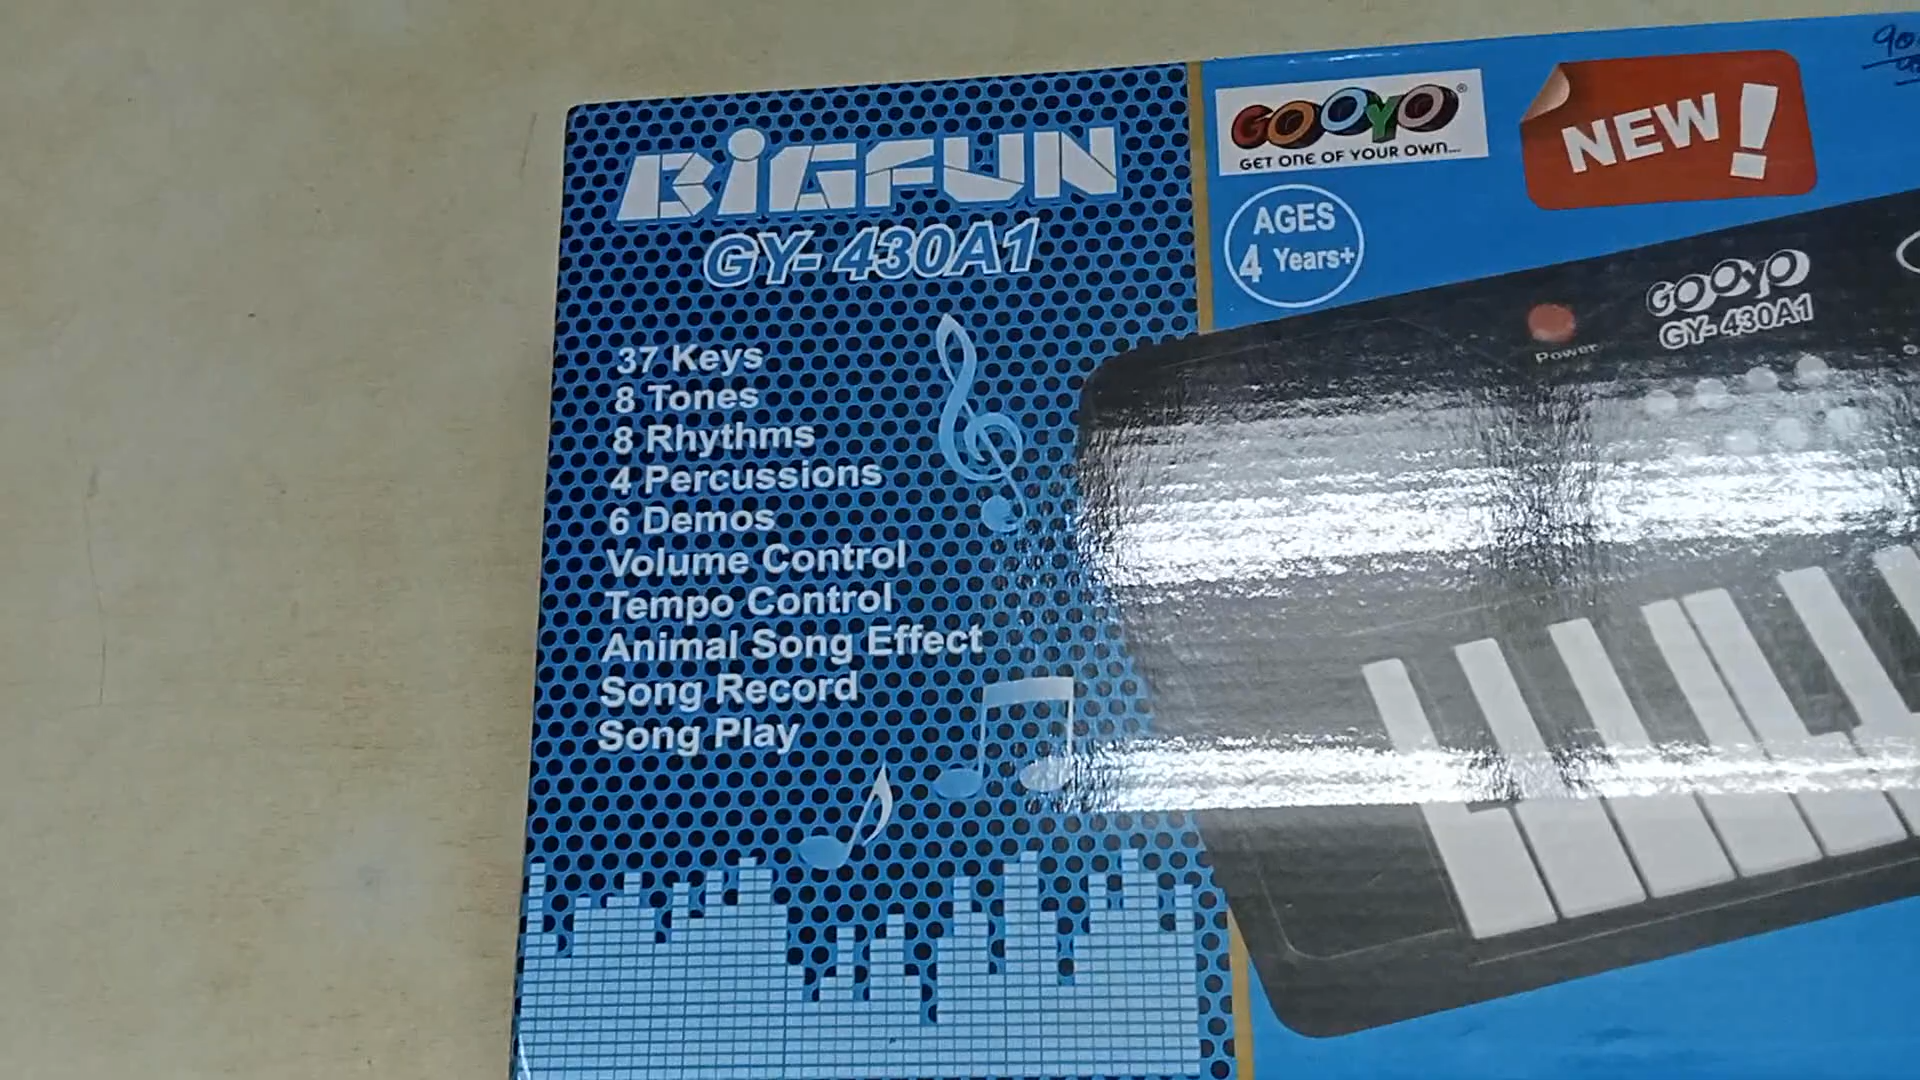 BiGFUN
GY- 430A1
37 Keys
8 Tones
8 Rhythms
4 Percussions
6 Demos
Volume Control
Tempo Control
Animal Song Effect
Song Record
Song Play
GOOYO®
GET ONE OF YOUR OWN...
AGES
4 Years+
NEW!
GOOYO
GY- 430A1
Power